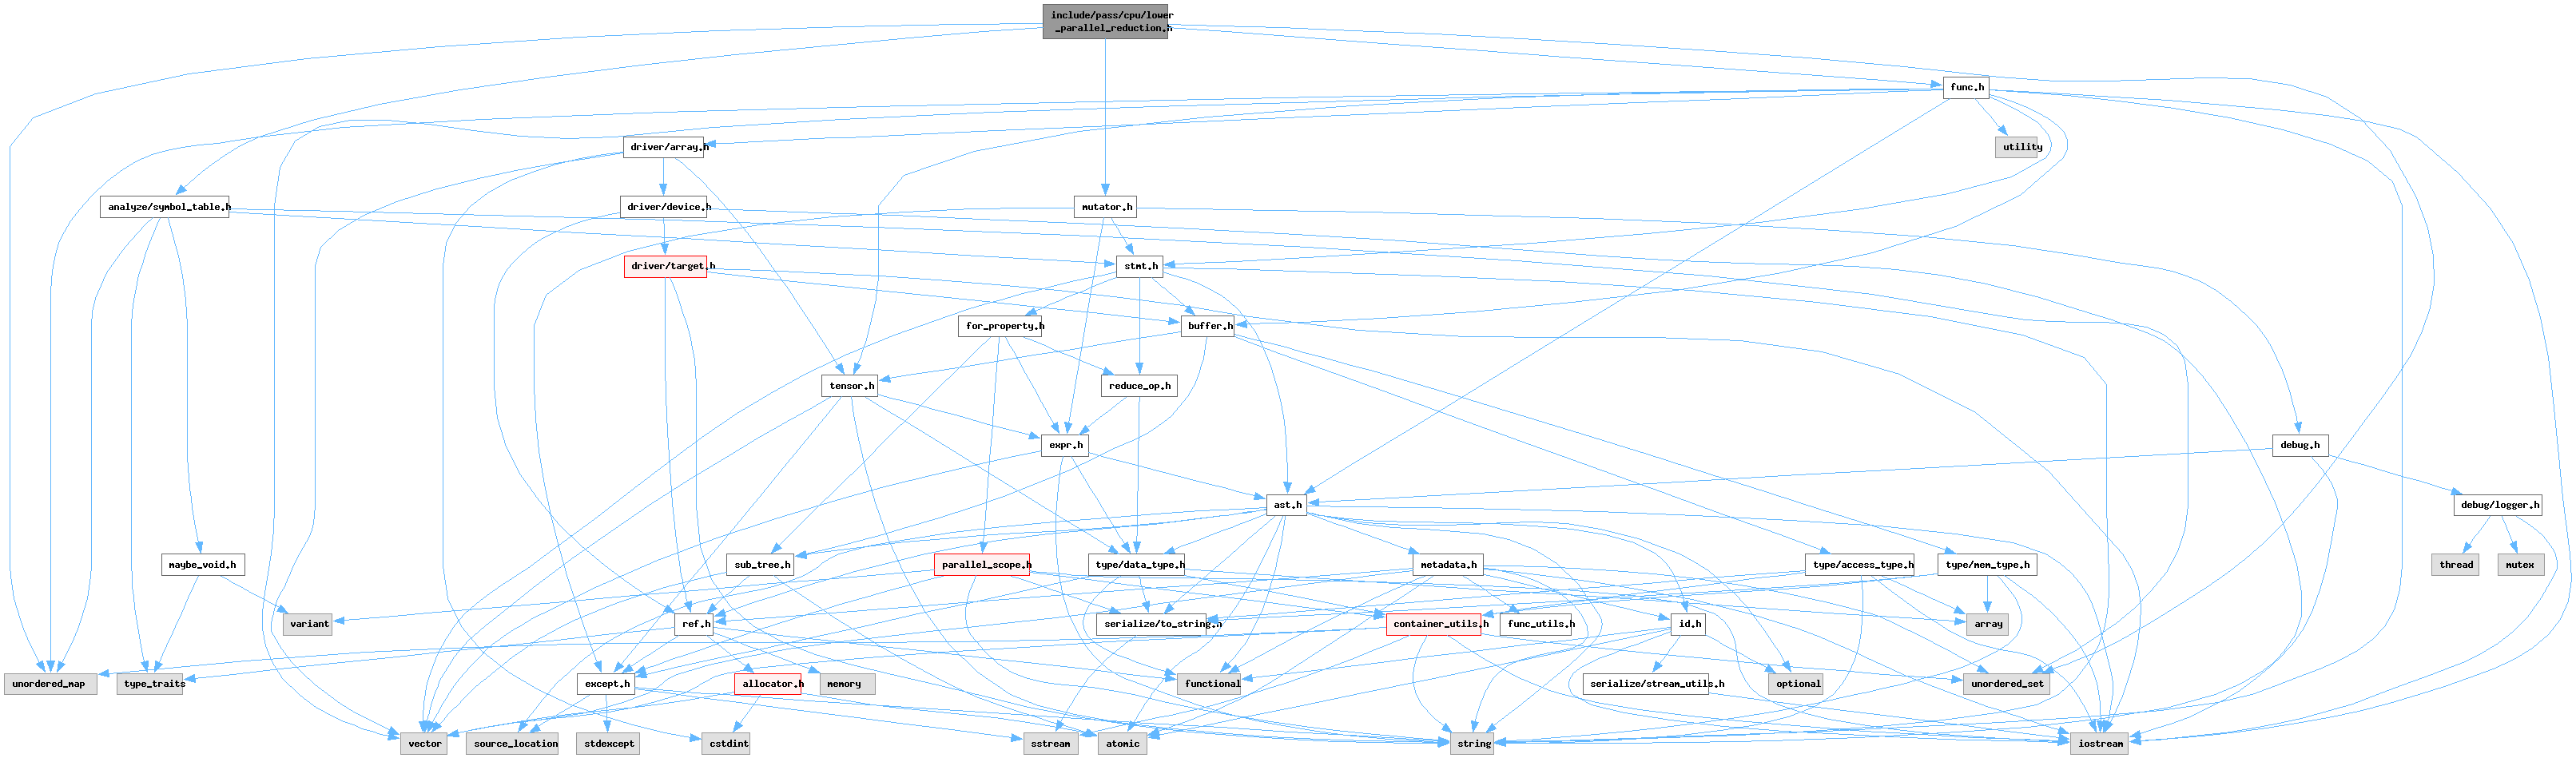 include/pass/cpu/lower
_parallel_reduction.h
func.h
driver/array.h
utility
analyze/symbol_table.h
driver/device.h
mutator.h
driver/target.h
stmt.h
for_property.h
buffer.h
tensor.h
reduce_op.h
expr.h
debug.h
ast.h
debug/logger.h
maybe_void.h
sub_tree.h
parallel_scope.h
type/data_type.h
metadata.h
type/access_type.h
type/mem_type.h
thread
mutex
variant
ref.h
serialize/to_string.h
container_utils.h
func_utils.h
id.h
array
unordered_map
type_traits
except.h
allocator.h
memory
functional
serialize/stream_utils.h
optional
unordered_set
vector
source_location
stdexcept
cstdint
sstream
atomic
string
iostream